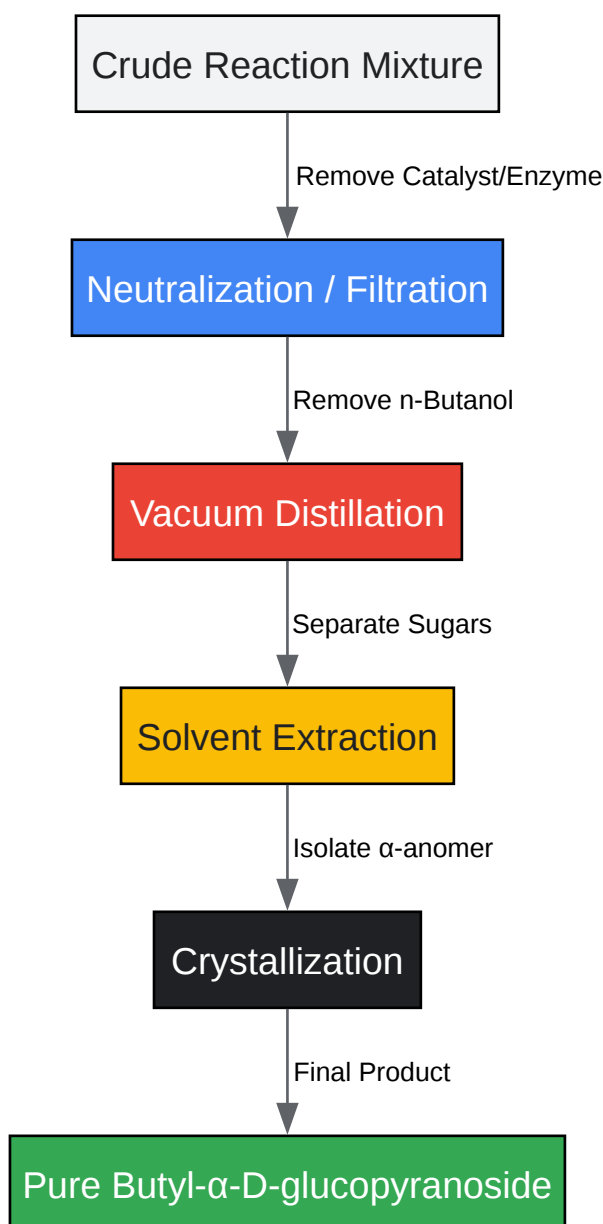 Crude Reaction Mixture
Remove Catalyst/Enzyme
Neutralization / Filtration
Remove n-Butanol
Vacuum Distillation
Separate Sugars
Solvent Extraction
Isolate α-anomer
Crystallization
Final Product
Pure Butyl-α-D-glucopyranoside